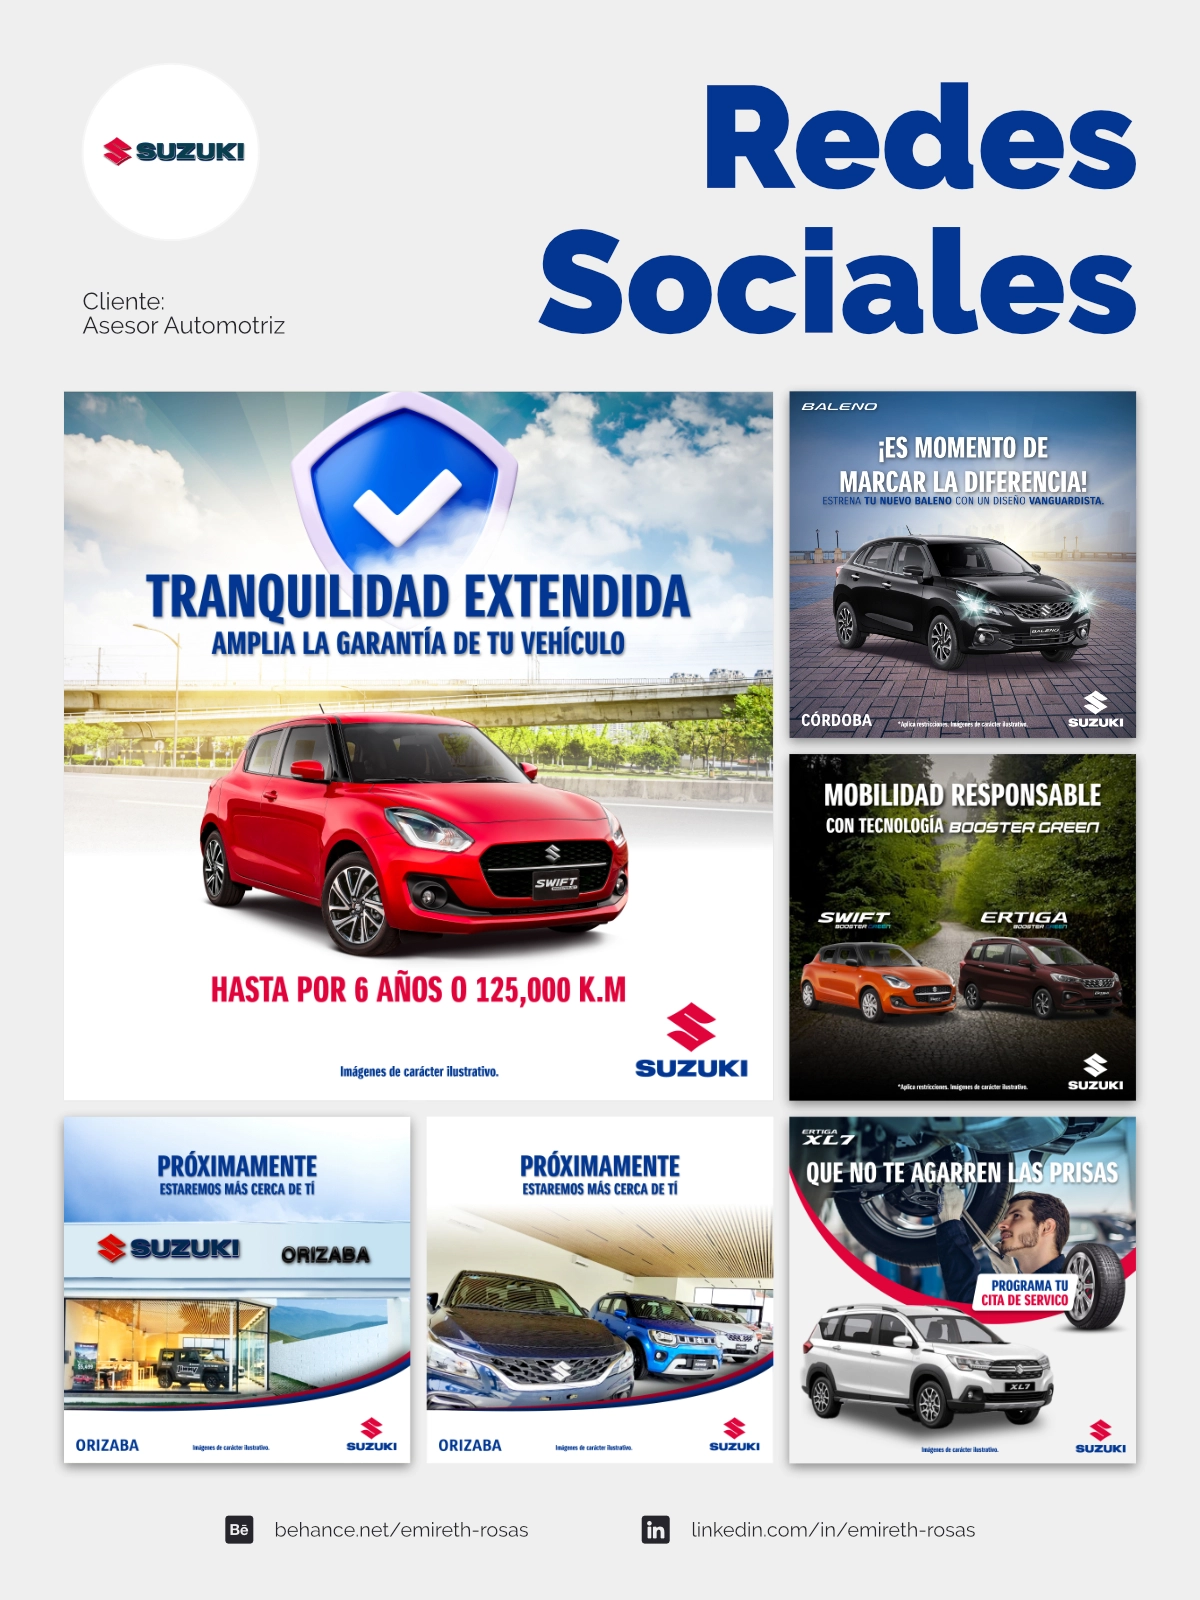 SUZUKI
Redes
Sociales
Cliente:
Asesor Automotriz
TRANQUILIDAD EXTENDIDA
AMPLIA LA GARANTÍA DE TU VEHÍCULO
SWIFT
HASTA POR 6 AÑOS O 125,000 K.M
SUZUKI
Imágenes de carácter ilustrativo.
BALENO
¡ES MOMENTO DE
MARCAR LA DIFERENCIA!
ESTRENA TU NUEVO BALENO CON UN DISEÑO VANGUARDISTA.
BALENO
CÓRDOBA
*Aplica restricciones. Imágenes de carácter ilustrativo.
SUZUKI
MOBILIDAD RESPONSABLE
CON TECNOLOGÍA BOOSTER GREEN
SWIFT
BOOSTER GREEN
ERTIGA
BOOSTER GREEN
*Aplica restricciones. Imágenes de carácter ilustrativo.
SUZUKI
PRÓXIMAMENTE
ESTAREMOS MÁS CERCA DE TÍ
SUZUKI
ORIZABA
ORIZABA
Imágenes de carácter ilustrativo.
SUZUKI
PRÓXIMAMENTE
ESTAREMOS MÁS CERCA DE TÍ
ORIZABA
Imágenes de carácter ilustrativo.
SUZUKI
ERTIGA
XL7
QUE NO TE AGARREN LAS PRISAS
PROGRAMA TU
CITA DE SERVICO
XL7
Imágenes de carácter ilustrativo.
SUZUKI
Bē behance.net/emireth-rosas
in linkedin.com/in/emireth-rosas